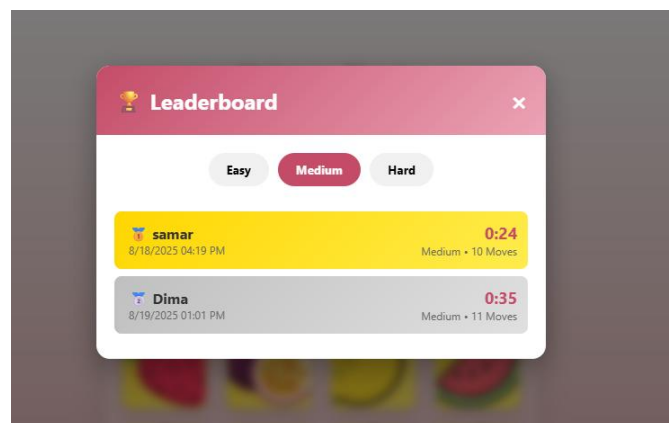 🏆 Leaderboard ×
Easy Medium Hard
🥇 samar 0:24
8/18/2025 04:19 PM Medium • 10 Moves
🥈 Dima 0:35
8/19/2025 01:01 PM Medium • 11 Moves